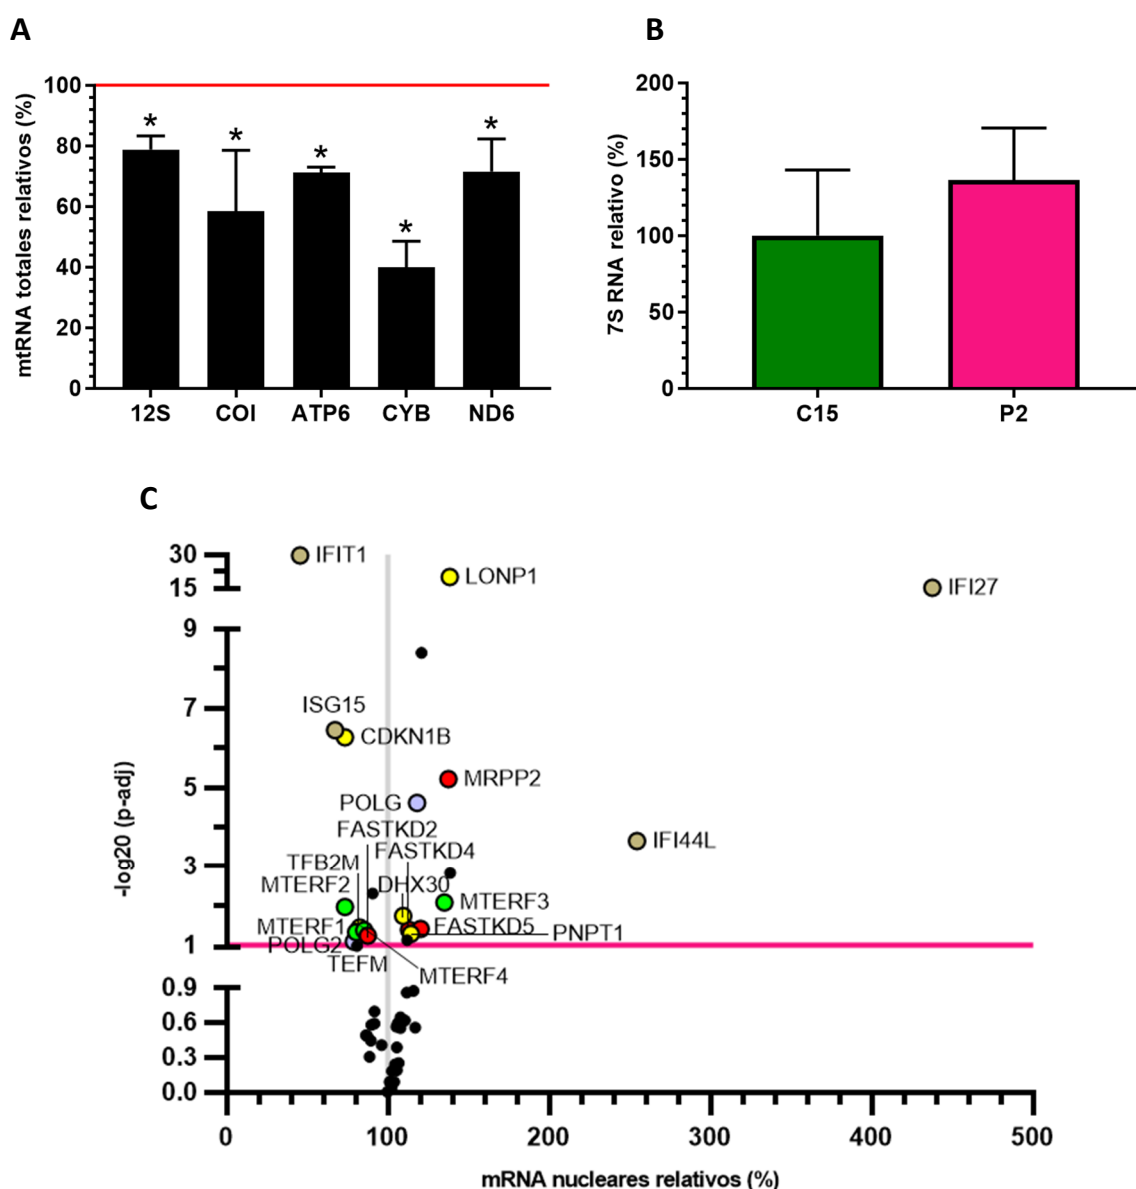 A
mtRNA totales relativos (%)
100
80
60
40
20
0
* * * * *
12S COI ATP6 CYB ND6
B
7S RNA relativo (%)
200
150
100
50
0
C15 P2
C
-log20 (p-adj)
30
15
9
7
5
3
1
0.9
0.6
0.3
0.0
IFIT1
LONP1
IFI27
ISG15
CDKN1B
MRPP2
POLG
FASTKD2
IFI44L
FASTKD4
TFB2M
MTERF2
DHX30
MTERF3
MTERF1
FASTKD5
PNPT1
POLG2
TEFM
MTERF4
0 100 200 300 400 500
mRNA nucleares relativos (%)